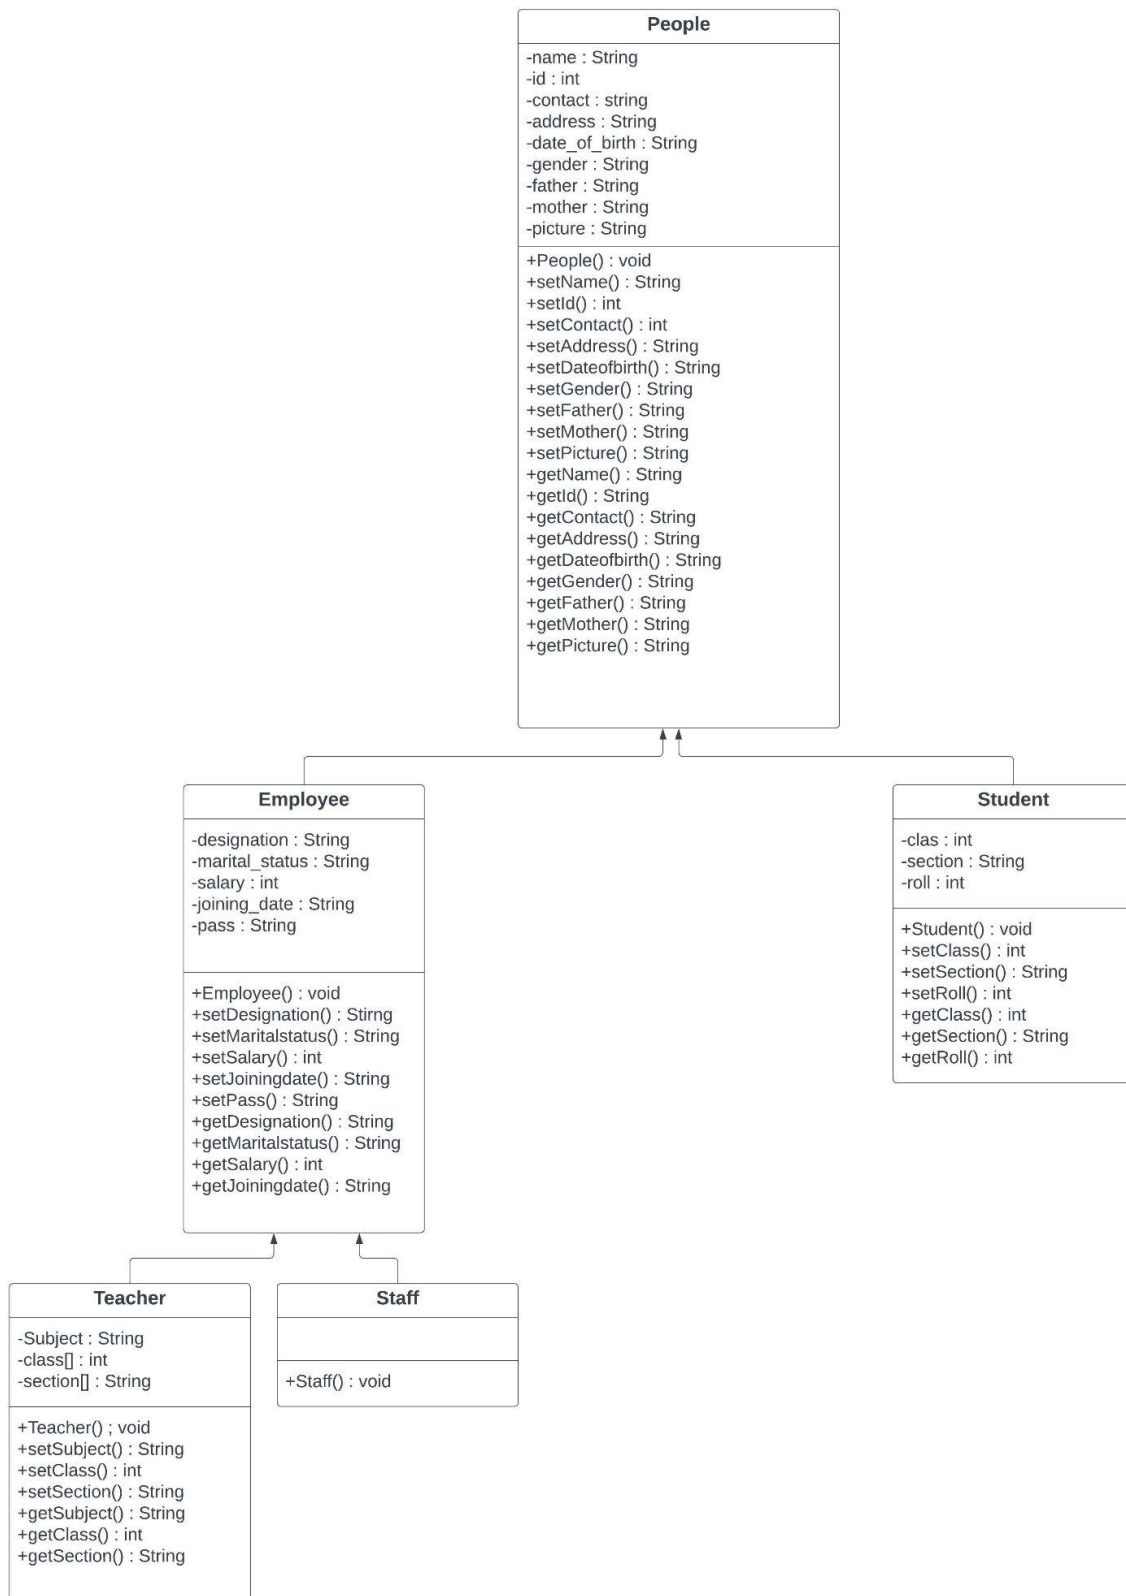 People
-name : String
-id : int
-contact : string
-address : String
-date_of_birth : String
-gender : String
-father : String
-mother : String
-picture : String
+People() : void
+setName() : String
+setId() : int
+setContact() : int
+setAddress() : String
+setDateofbirth() : String
+setGender() : String
+setFather() : String
+setMother() : String
+setPicture() : String
+getName() : String
+getId() : String
+getContact() : String
+getAddress() : String
+getDateofbirth() : String
+getGender() : String
+getFather() : String
+getMother() : String
+getPicture() : String
Employee
-designation : String
-marital_status : String
-salary : int
-joining_date : String
-pass : String
+Employee() : void
+setDesignation() : Stirng
+setMaritalstatus() : String
+setSalary() : int
+setJoiningdate() : String
+setPass() : String
+getDesignation() : String
+getMaritalstatus() : String
+getSalary() : int
+getJoiningdate() : String
Student
-clas : int
-section : String
-roll : int
+Student() : void
+setClass() : int
+setSection() : String
+setRoll() : int
+getClass() : int
+getSection() : String
+getRoll() : int
Teacher
-Subject : String
-class[] : int
-section[] : String
+Teacher() ; void
+setSubject() : String
+setClass() : int
+setSection() : String
+getSubject() : String
+getClass() : int
+getSection() : String
Staff
+Staff() : void